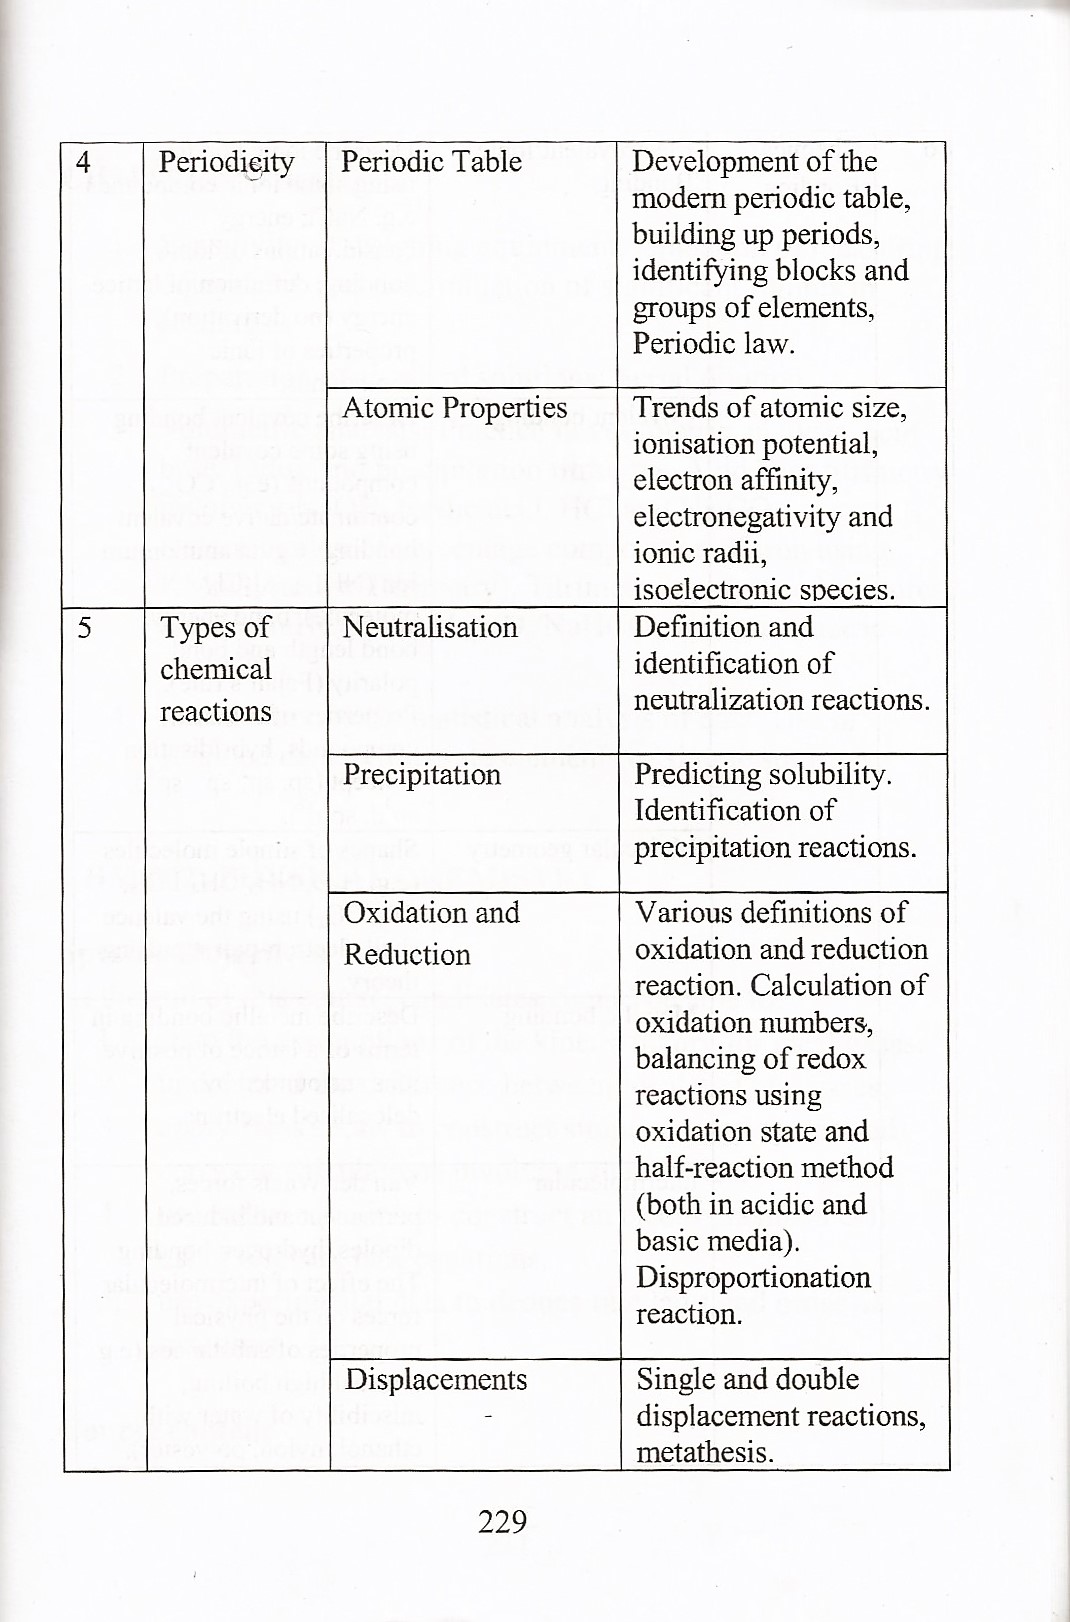 4
Periodicity
Periodic Table
Development of the
modern periodic table,
building up periods,
identifying blocks and
groups of elements,
Periodic law.
Atomic Properties
Trends of atomic size,
ionisation potential,
electron affinity,
electronegativity and
ionic radii,
isoelectronic species.
5
Types of
chemical
reactions
Neutralisation
Definition and
identification of
neutralization reactions.
Precipitation
Predicting solubility.
Identification of
precipitation reactions.
Oxidation and
Reduction
Various definitions of
oxidation and reduction
reaction. Calculation of
oxidation numbers,
balancing of redox
reactions using
oxidation state and
half-reaction method
(both in acidic and
basic media).
Disproportionation
reaction.
Displacements
Single and double
displacement reactions,
metathesis.
229